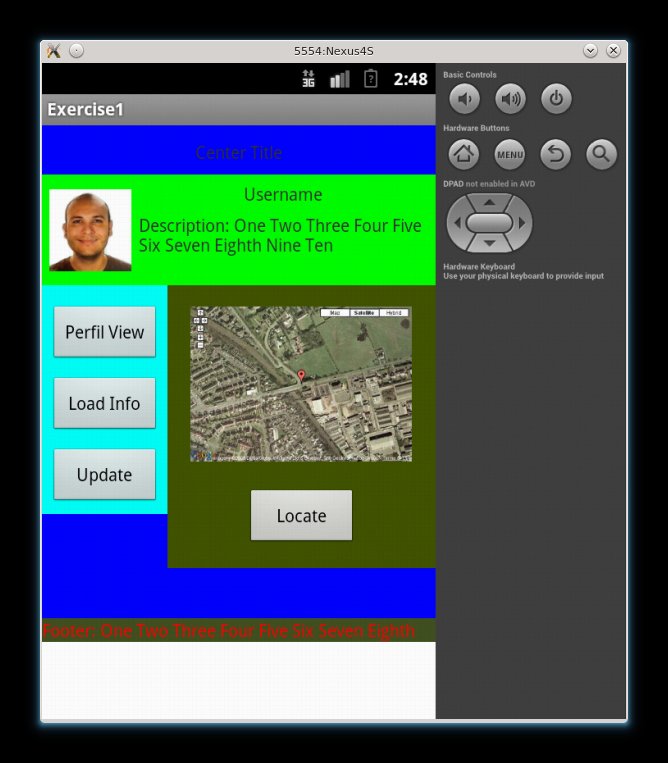 5554:Nexus4S
3G
2:48
Exercise1
Center Title
Username
Description: One Two Three Four Five
Six Seven Eighth Nine Ten
Perfil View
Load Info
Update
Map
Satellite
Hybrid
Locate
Footer: One Two Three Four Five Six Seven Eighth
Basic Controls
Hardware Buttons
MENU
DPAD not enabled in AVD
Hardware Keyboard
Use your physical keyboard to provide input